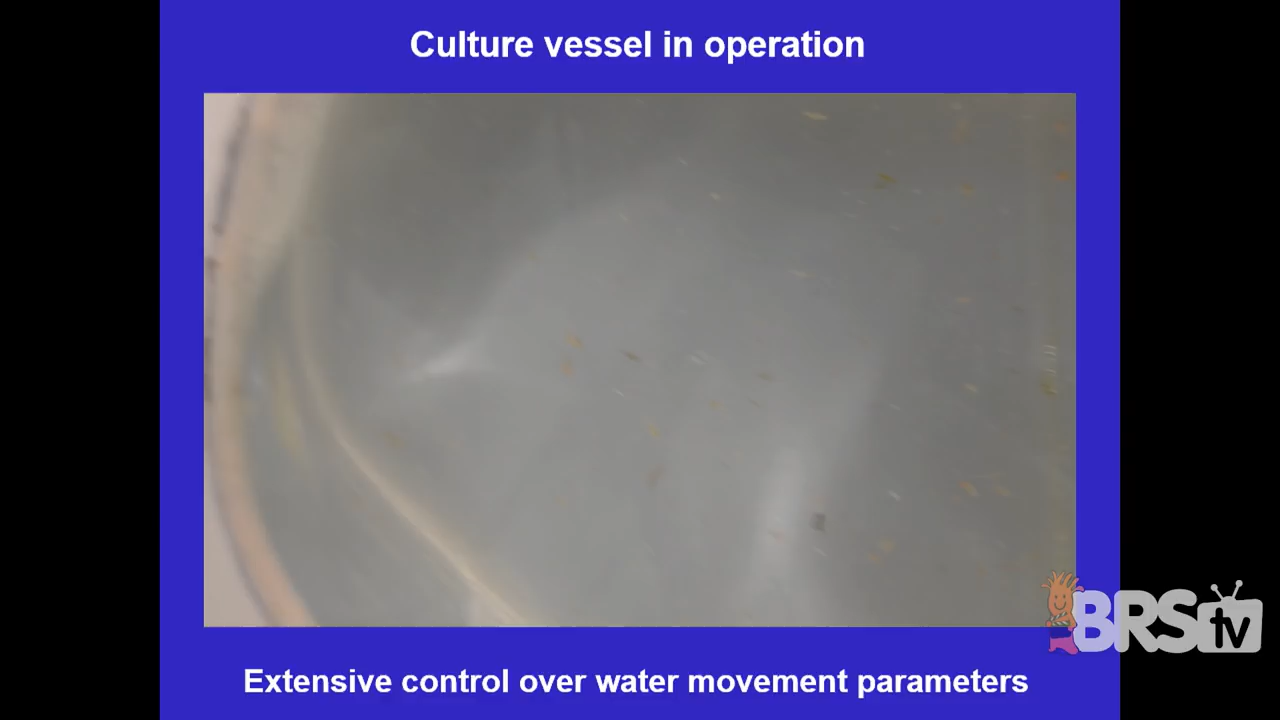 Culture vessel in operation
BRS tv
Extensive control over water movement parameters